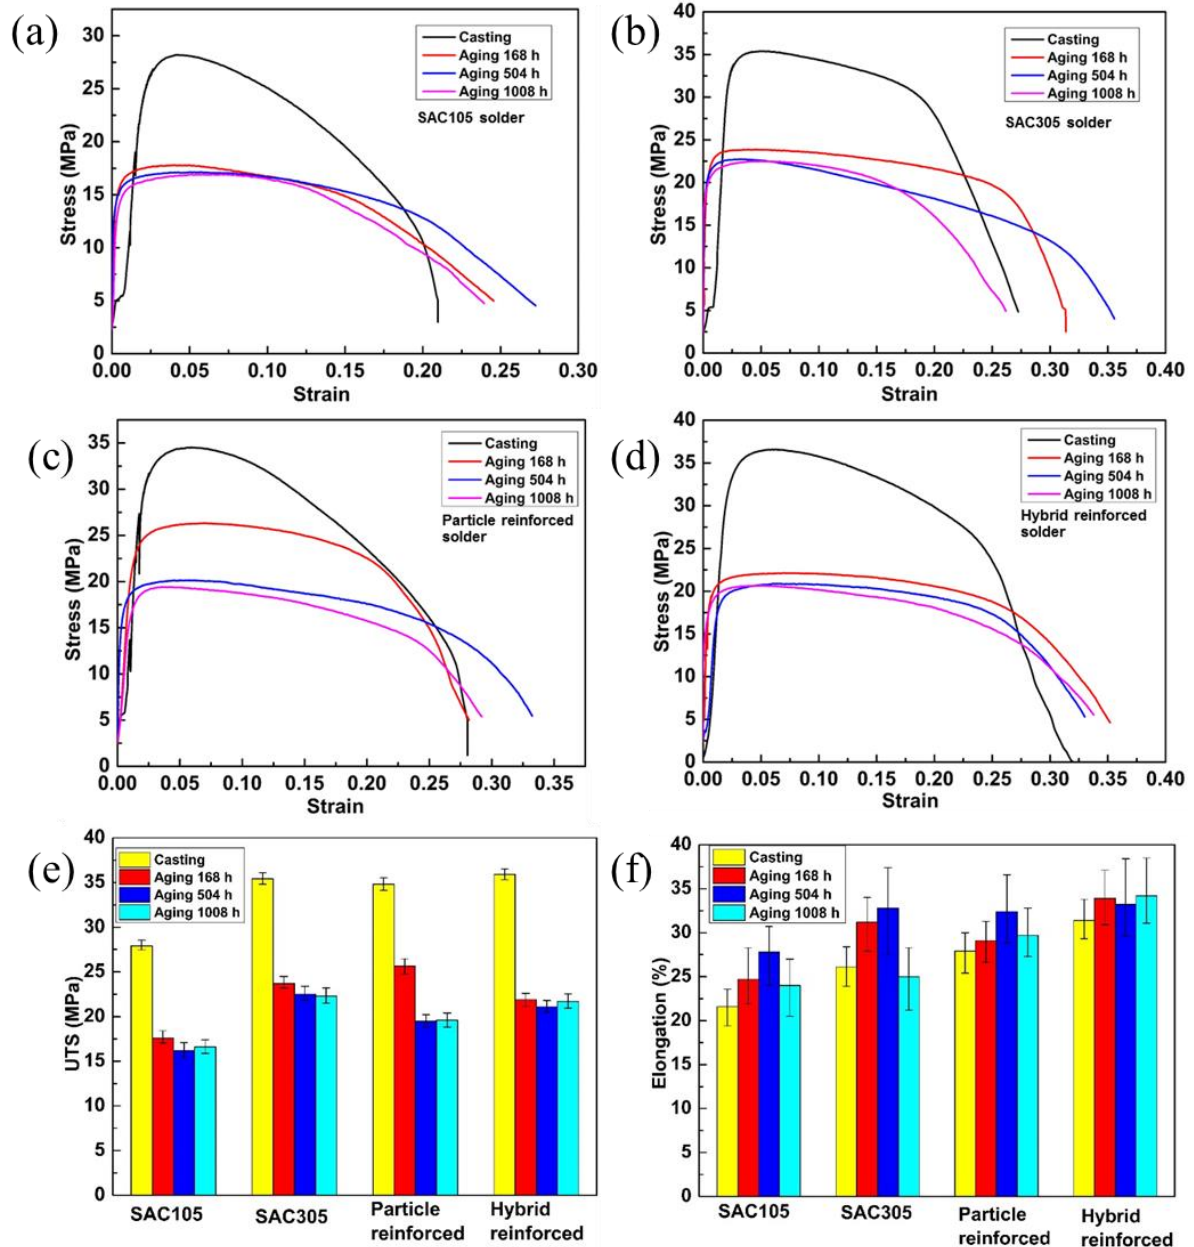 (a)
30
25
20
15
10
5
0
Stress (MPa)
0.00 0.05 0.10 0.15 0.20 0.25 0.30
Strain
Casting
Aging 168 h
Aging 504 h
Aging 1008 h
SAC105 solder
(b)
40
35
30
25
20
15
10
5
0
Stress (MPa)
0.00 0.05 0.10 0.15 0.20 0.25 0.30 0.35 0.40
Strain
Casting
Aging 168 h
Aging 504 h
Aging 1008 h
SAC305 solder
(c)
35
30
25
20
15
10
5
0
Stress (MPa)
0.00 0.05 0.10 0.15 0.20 0.25 0.30 0.35
Strain
Casting
Aging 168 h
Aging 504 h
Aging 1008 h
Particle reinforced
solder
(d)
40
35
30
25
20
15
10
5
0
Stress (MPa)
0.00 0.05 0.10 0.15 0.20 0.25 0.30 0.35 0.40
Strain
Casting
Aging 168 h
Aging 504 h
Aging 1008 h
Hybrid reinforced
solder
(e)
40
35
30
25
20
15
10
5
0
UTS (MPa)
Casting
Aging 168 h
Aging 504 h
Aging 1008 h
SAC105 SAC305 Particle Hybrid
reinforced reinforced
(f)
40
35
30
25
20
15
10
5
0
Elongation (%)
Casting
Aging 168 h
Aging 504 h
Aging 1008 h
SAC105 SAC305 Particle Hybrid
reinforced reinforced